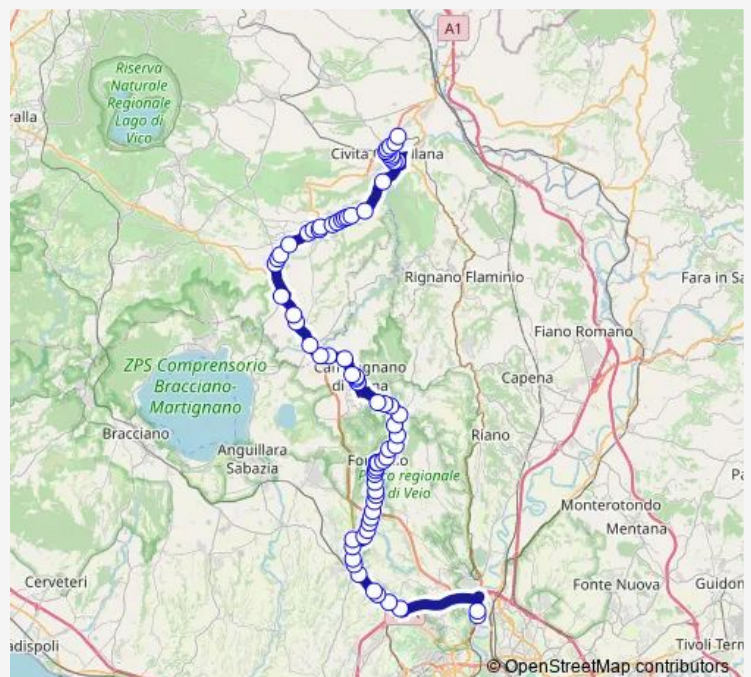 A1
Riserva
Naturale
Regionale
Lago di
Vico
ralla
Civita C
ilana
Rignano Flaminio
Fara in Sa
Fiano Romano
ZPS Comprensorio
Bracciano-
Martignano
Capena
Bracciano
Riano
Anguillara
Sabazia
regionale
di Veio
Monterotondo
Mentana
Cerveteri
Fonte Nuova
Guidon
adispoli
Tivoli Term
© OpenStreetMap contributors